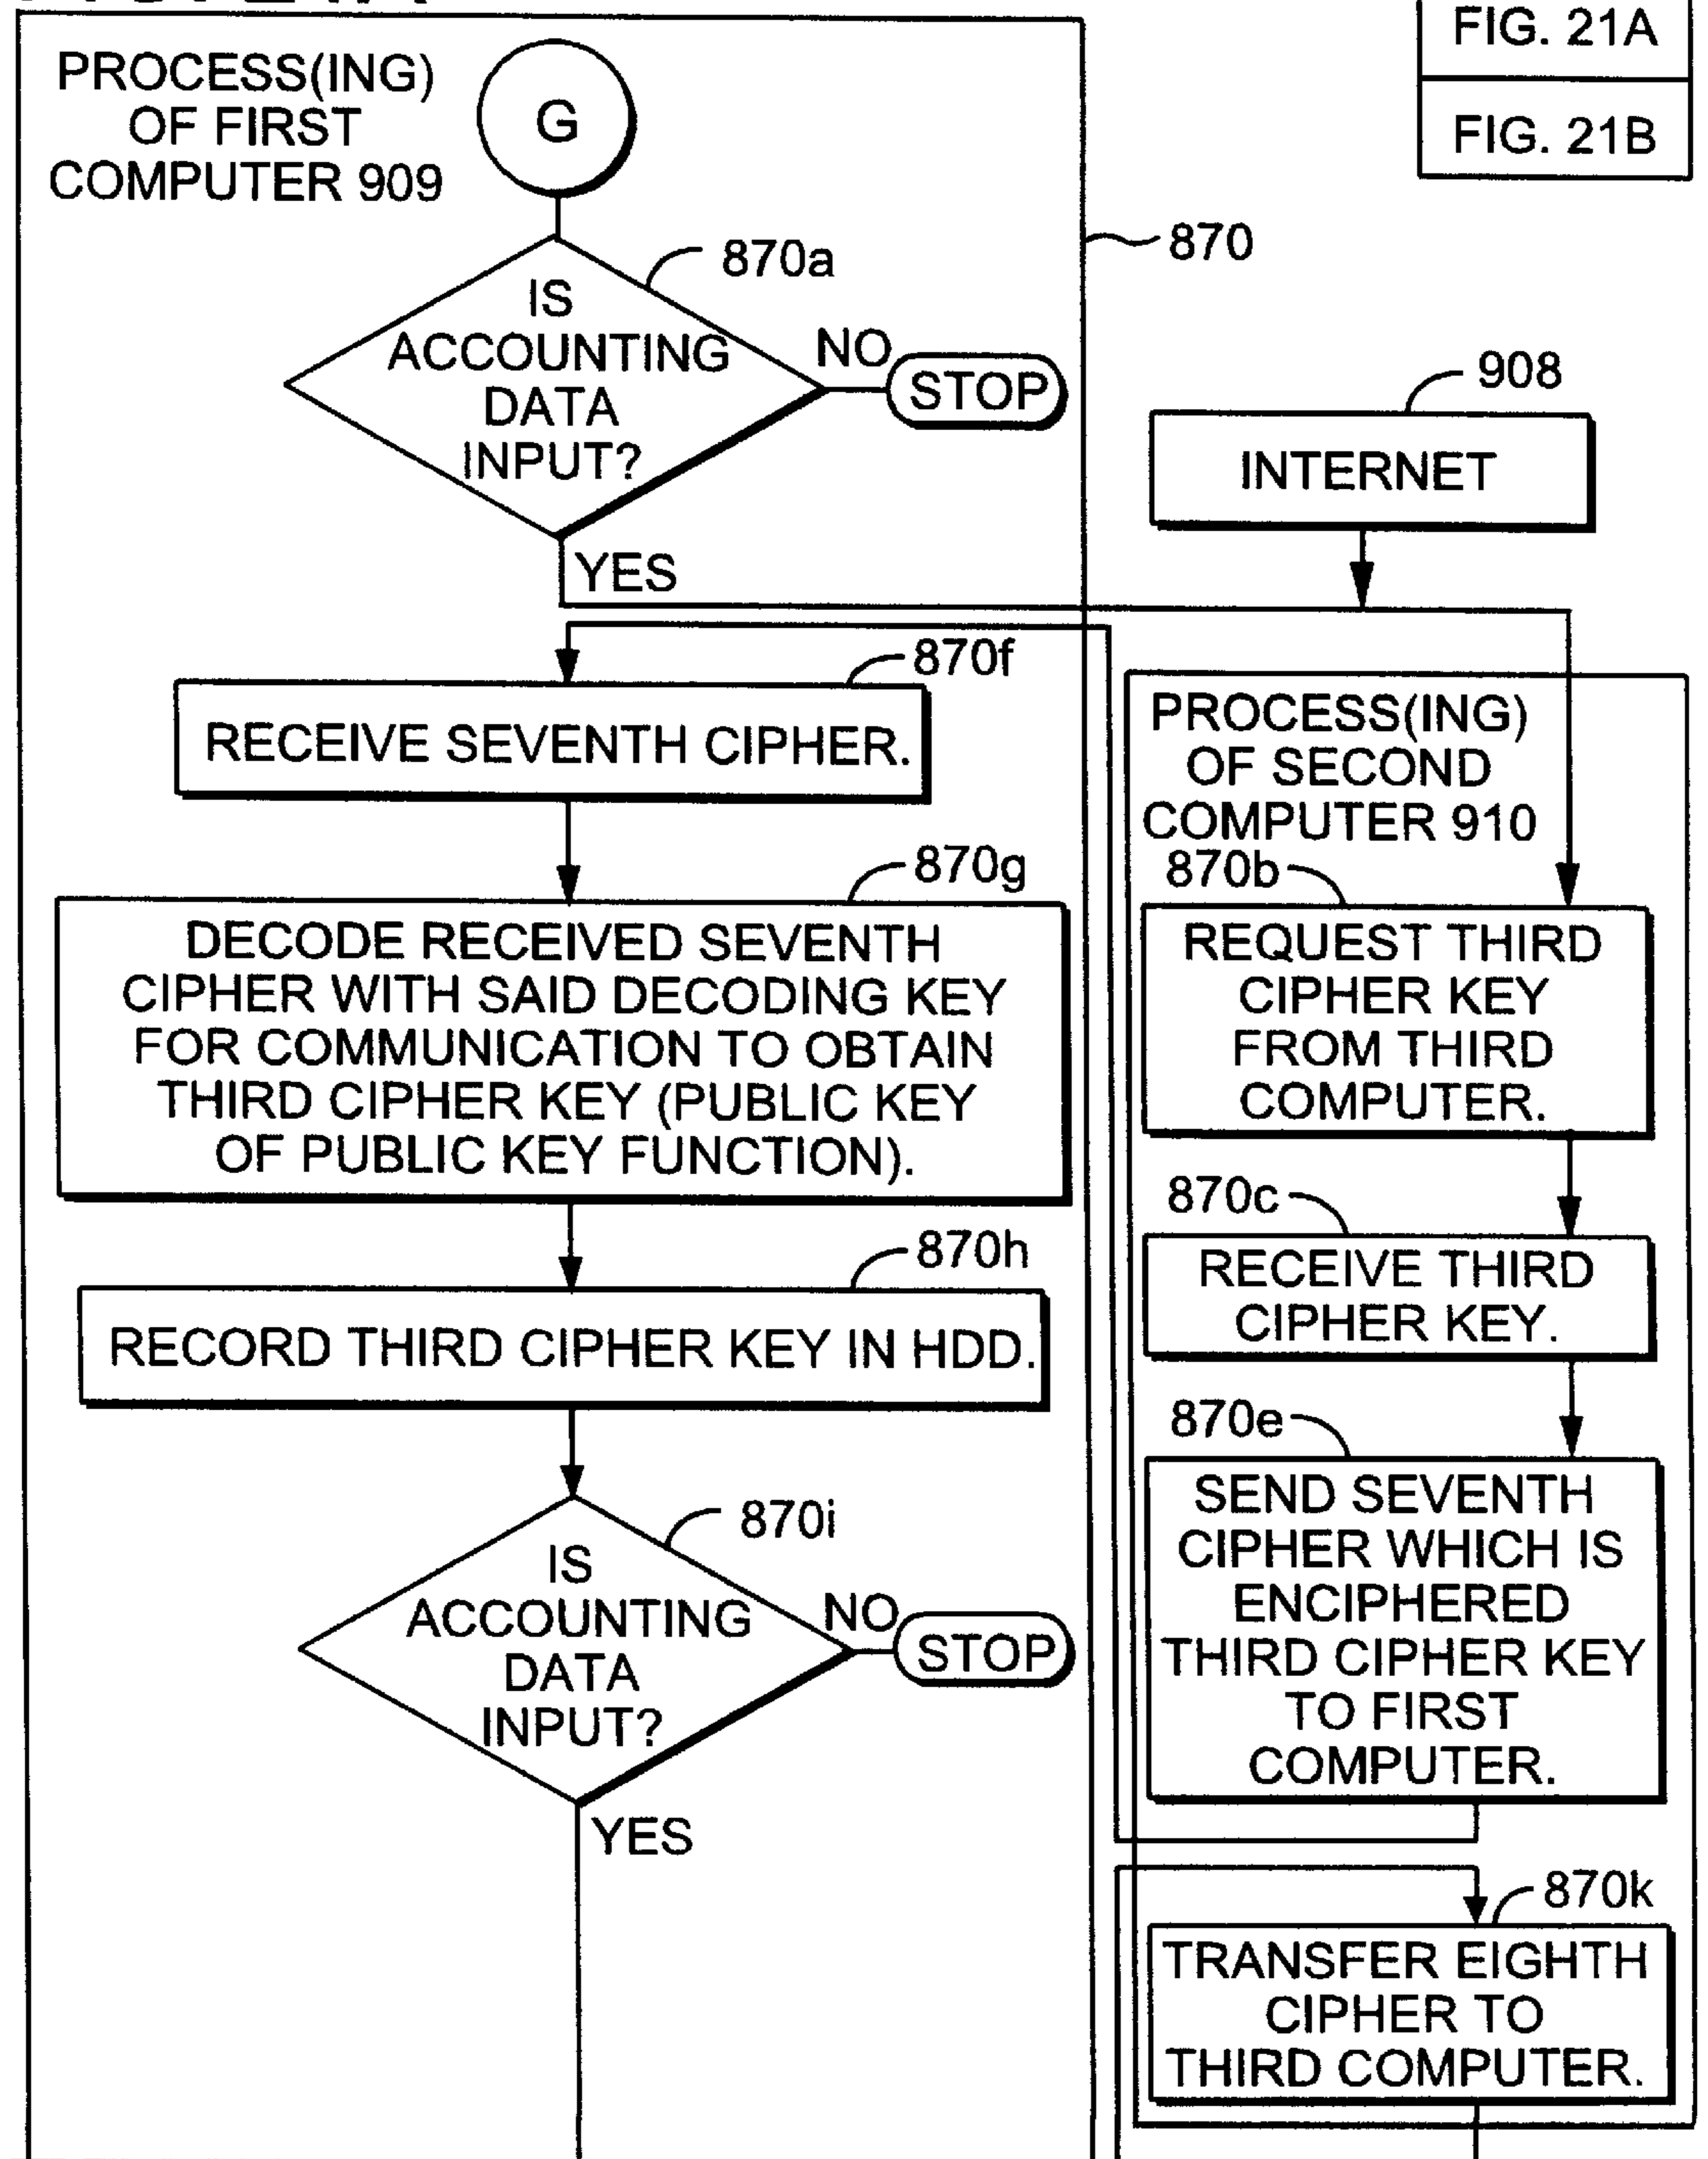 FIG. 21A
FIG. 21B
PROCESS(ING)
OF FIRST
COMPUTER 909
G
870
870a
IS
ACCOUNTING
DATA
INPUT?
NO
STOP
YES
908
INTERNET
870f
RECEIVE SEVENTH CIPHER.
870g
DECODE RECEIVED SEVENTH
CIPHER WITH SAID DECODING KEY
FOR COMMUNICATION TO OBTAIN
THIRD CIPHER KEY (PUBLIC KEY
OF PUBLIC KEY FUNCTION).
870h
RECORD THIRD CIPHER KEY IN HDD.
870i
IS
ACCOUNTING
DATA
INPUT?
NO
STOP
YES
PROCESS(ING)
OF SECOND
COMPUTER 910
870b
REQUEST THIRD
CIPHER KEY
FROM THIRD
COMPUTER.
870c
RECEIVE THIRD
CIPHER KEY.
870e
SEND SEVENTH
CIPHER WHICH IS
ENCIPHERED
THIRD CIPHER KEY
TO FIRST
COMPUTER.
870k
TRANSFER EIGHTH
CIPHER TO
THIRD COMPUTER.